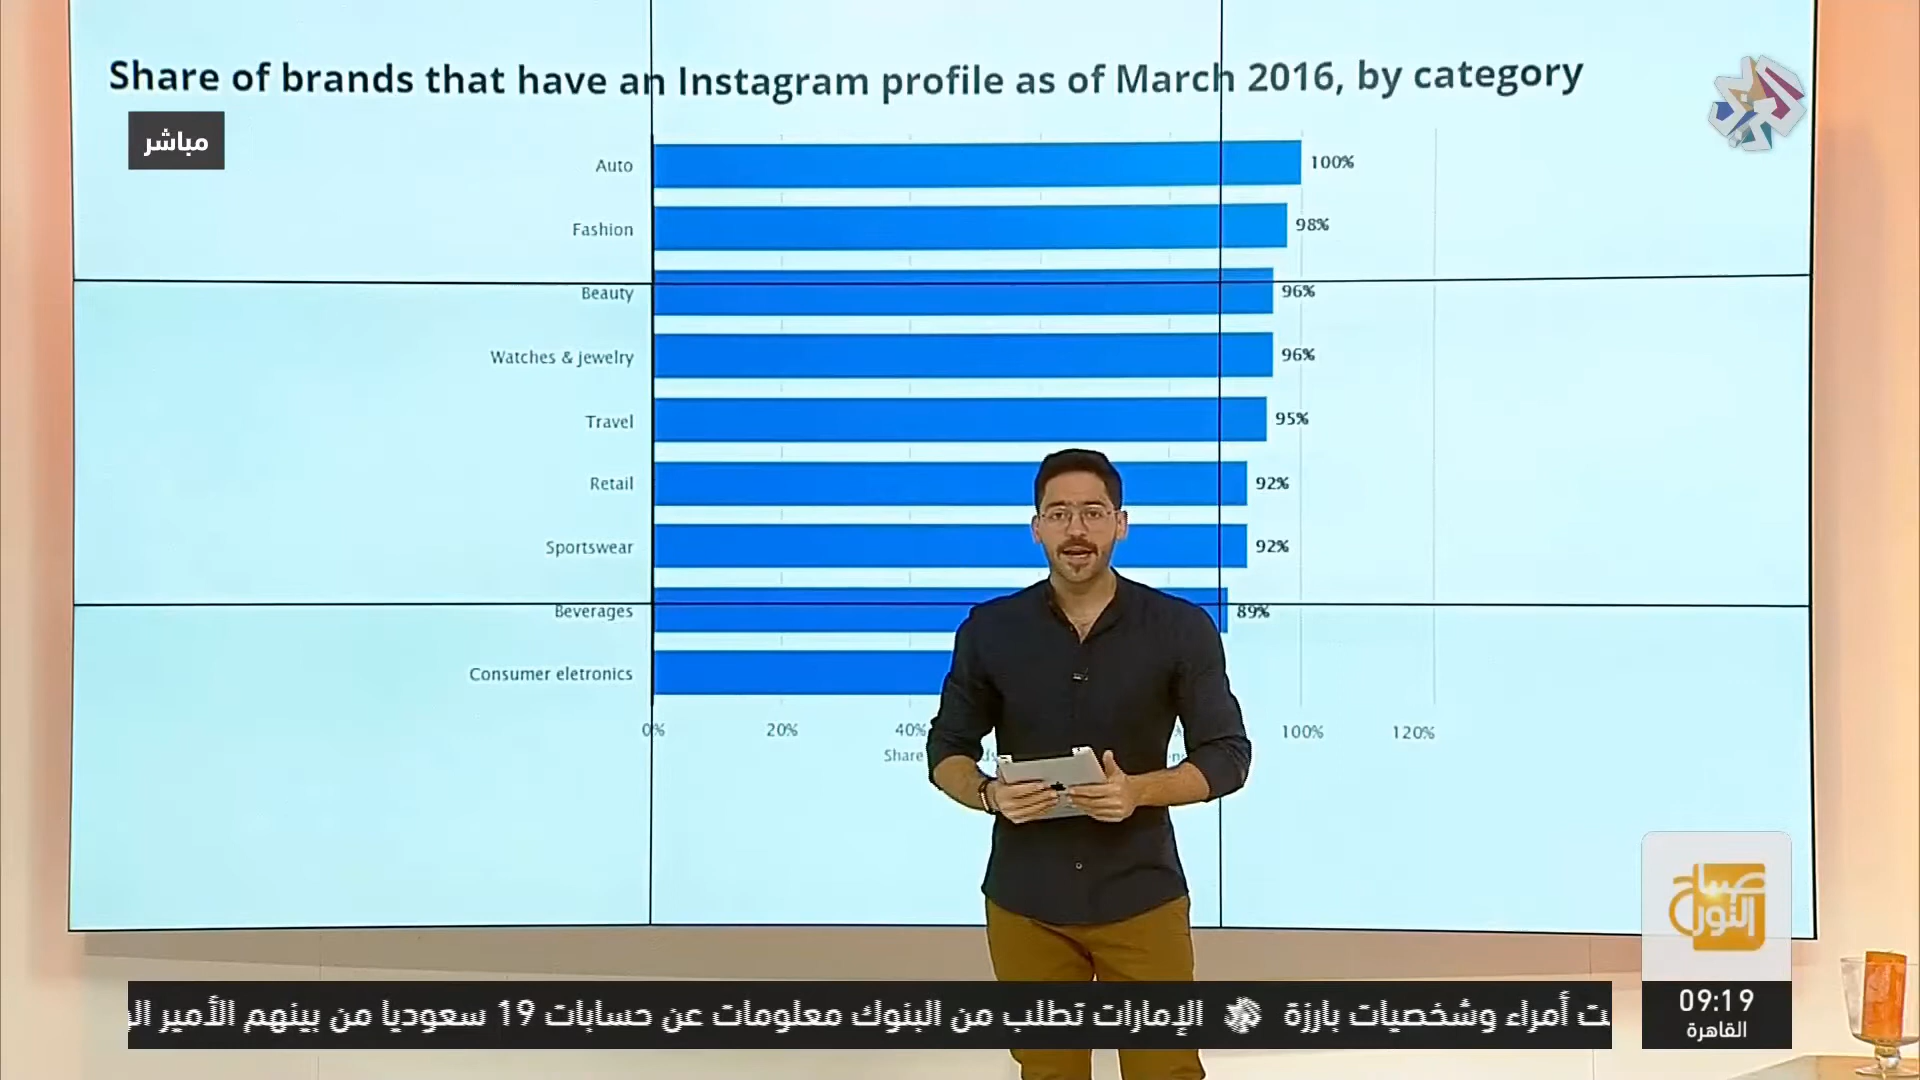 Share of brands that have an Instagram profile as of March 2016, by category
مباشر
Auto 100%
Fashion 98%
Beauty 96%
Watches & jewelry 96%
Travel 95%
Retail 92%
Sportswear 92%
Beverages 89%
Consumer eletronics
0% 20% 40% 100% 120%
Share
صباح
النور
09:19
القاهرة
أمراء وشخصيات بارزة الإمارات تطلب من البنوك معلومات عن حسابات 19 سعوديا من بينهم الأمير